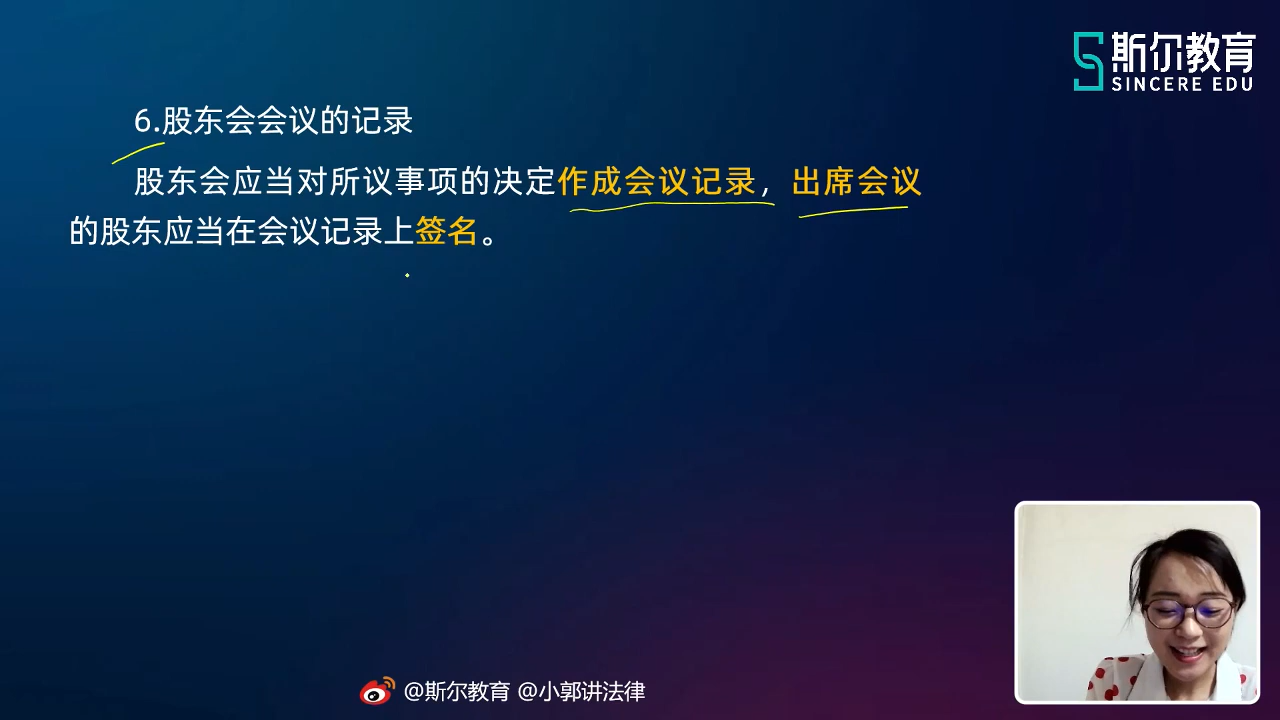 斯尔教育
SINCERE EDU
6.股东会会议的记录
股东会应当对所议事项的决定作成会议记录，出席会议
的股东应当在会议记录上签名。
@斯尔教育 @小郭讲法律